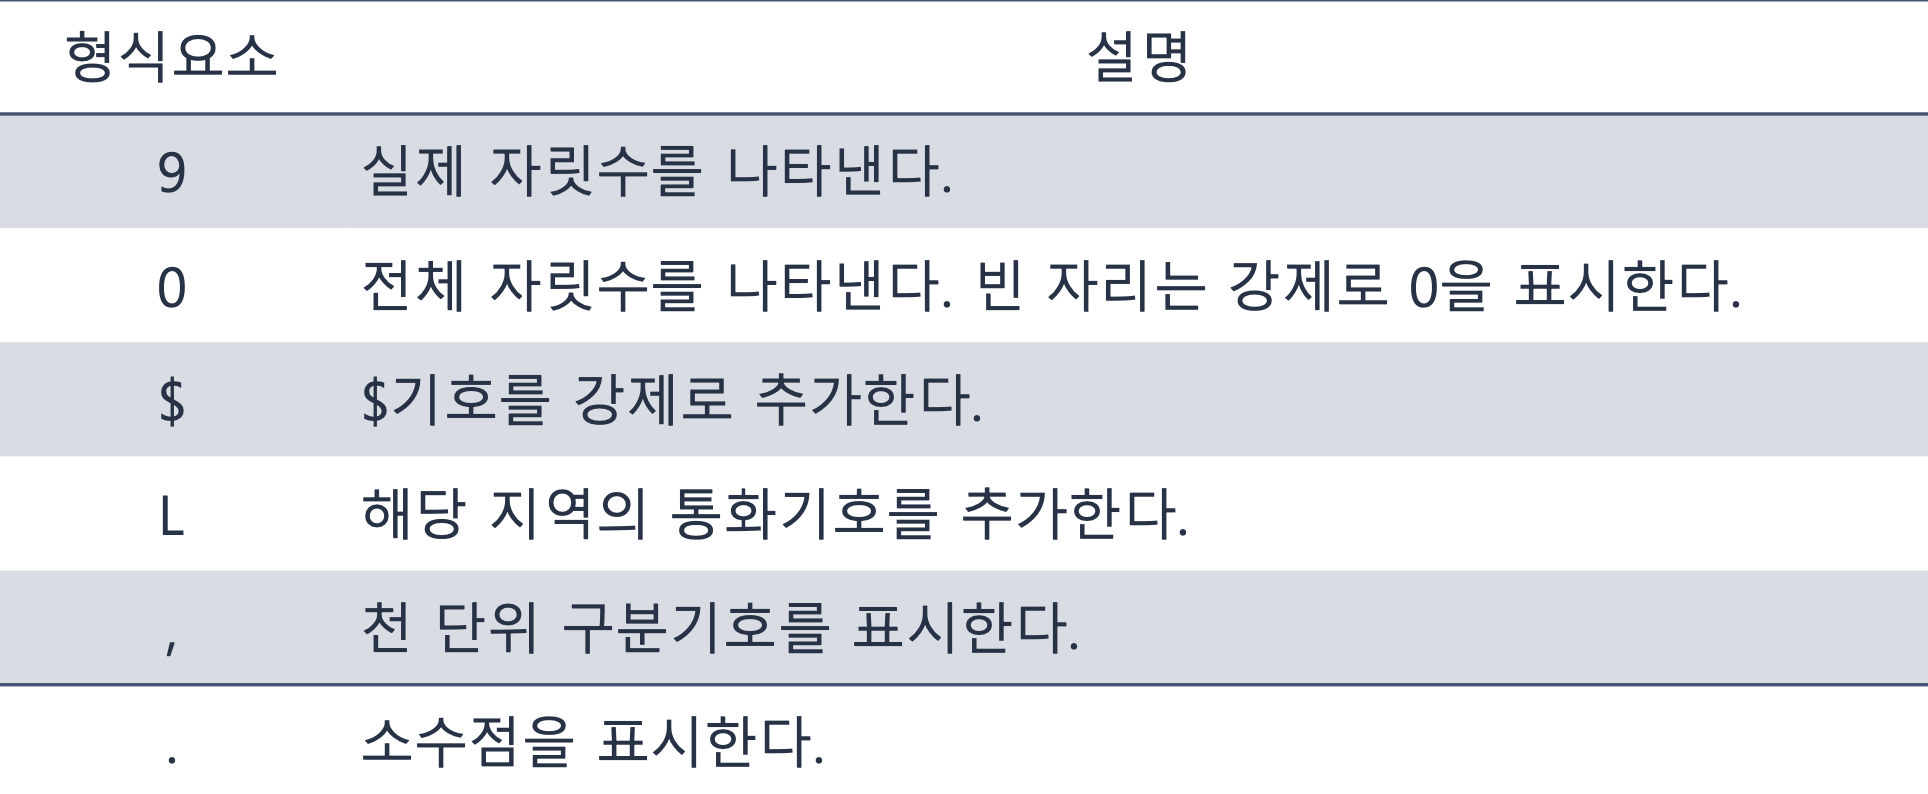 형식요소 설명
9 실제 자릿수를 나타낸다.
0 전체 자릿수를 나타낸다. 빈 자리는 강제로 0을 표시한다.
$ $기호를 강제로 추가한다.
L 해당 지역의 통화기호를 추가한다.
, 천 단위 구분기호를 표시한다.
. 소수점을 표시한다.